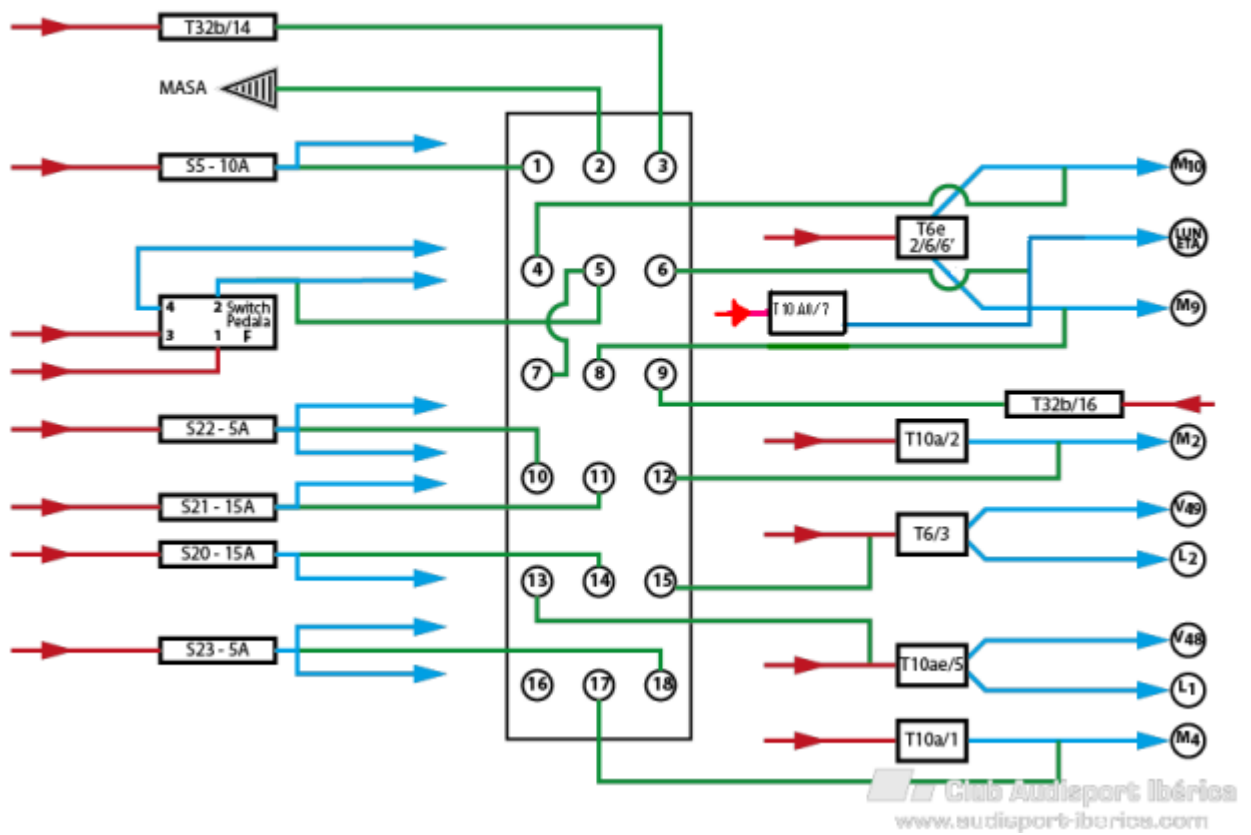 T32b/14
MASA
S5 - 10A
1
2
3
M10
T6e
2/6/6'
LUN
ETA
4
5
6
4
2 Switch
Pedala
3
1
F
M9
7
8
9
T32b/16
S22 - 5A
T10a/2
M2
10
11
12
S21 - 15A
V49
T6/3
S20 - 15A
L2
13
14
15
V48
S23 - 5A
T10ae/5
16
17
18
L1
T10a/1
M4
Club Audisport Ibérica
www.audisport-iberica.com